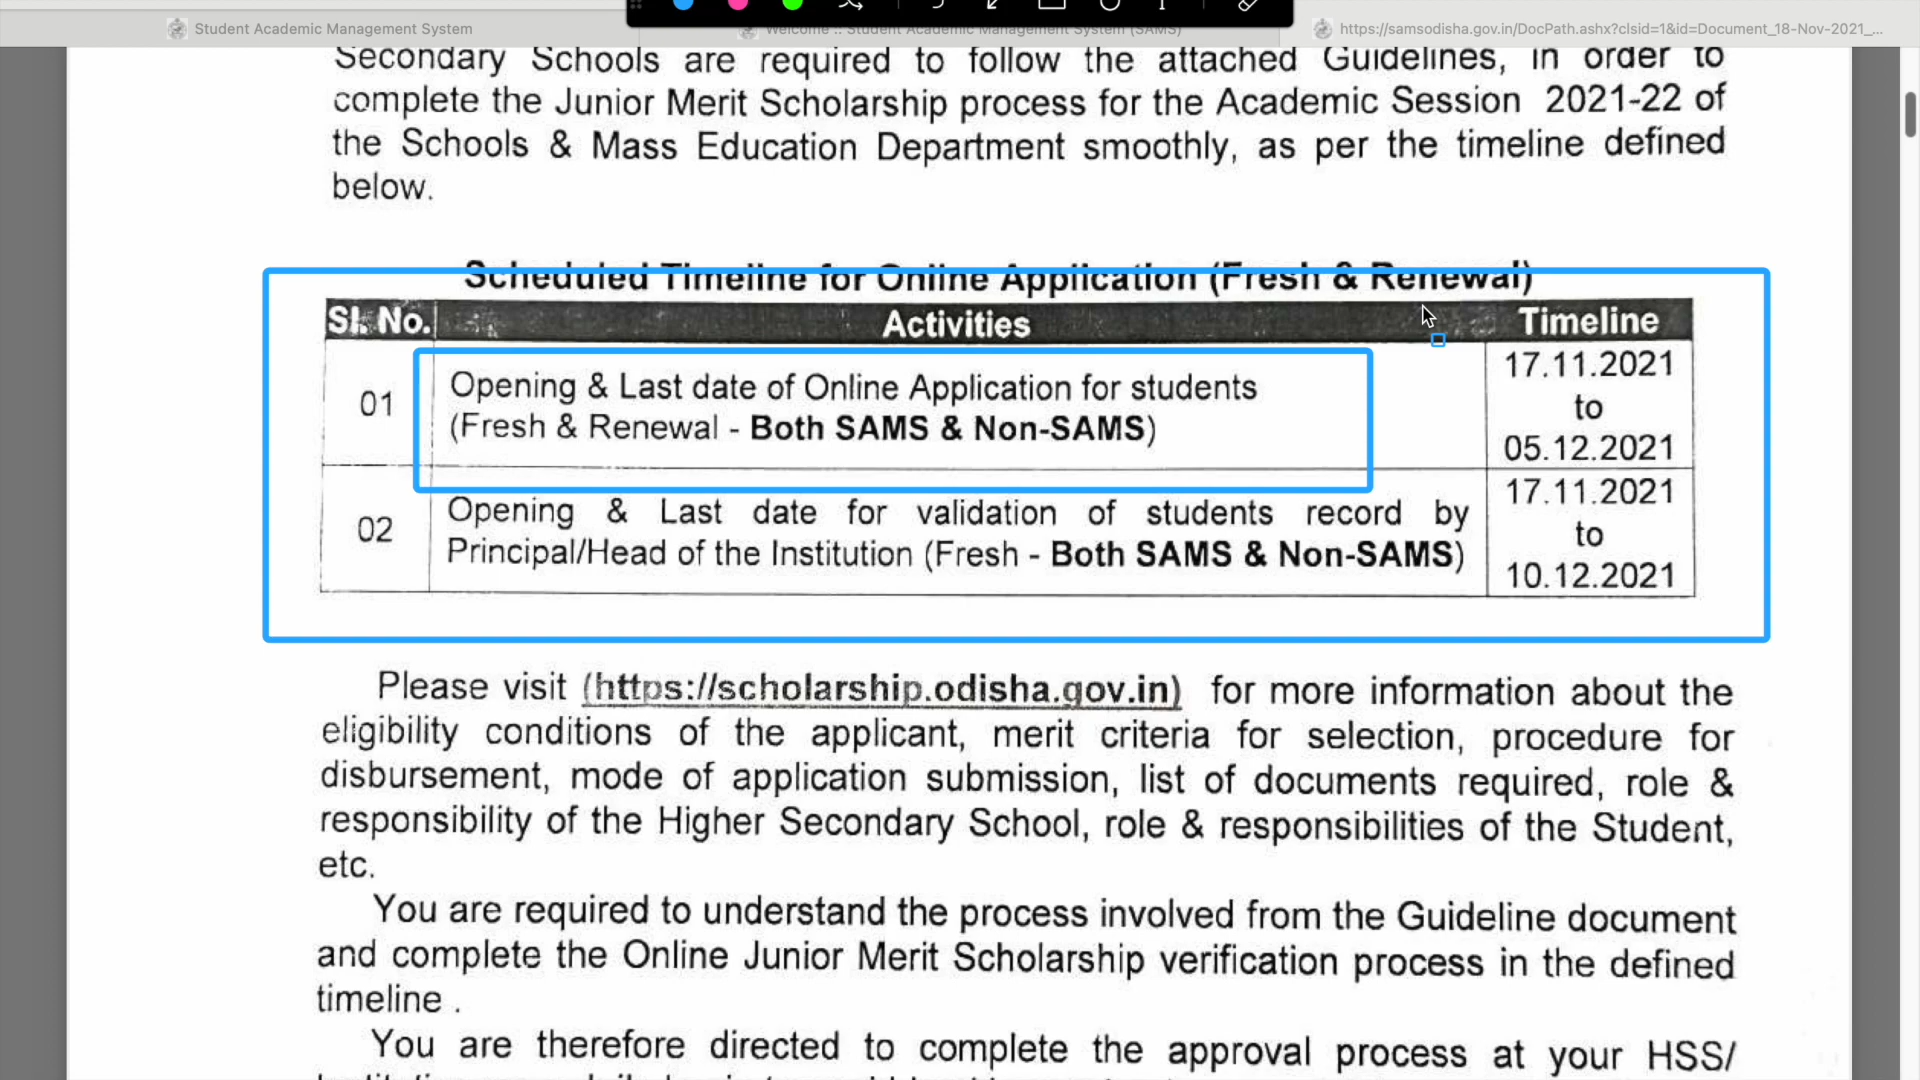 Student Academic Management System
Welcome :: Student Academic Management System (SAMS)
https://samsodisha.gov.in/DocPath.ashx?clsid=1&id=Document_18-Nov-2021_...
Secondary Schools are required to follow the attached Guidelines, in order to
complete the Junior Merit Scholarship process for the Academic Session 2021-22 of
the Schools & Mass Education Department smoothly, as per the timeline defined
below.
Scheduled Timeline for Online Application (Fresh & Renewal)
Sl. No. Activities Timeline
01 Opening & Last date of Online Application for students
(Fresh & Renewal - Both SAMS & Non-SAMS)
17.11.2021
to
05.12.2021
02 Opening & Last date for validation of students record by
Principal/Head of the Institution (Fresh - Both SAMS & Non-SAMS)
17.11.2021
to
10.12.2021
Please visit (https://scholarship.odisha.gov.in) for more information about the
eligibility conditions of the applicant, merit criteria for selection, procedure for
disbursement, mode of application submission, list of documents required, role &
responsibility of the Higher Secondary School, role & responsibilities of the Student,
etc.
You are required to understand the process involved from the Guideline document
and complete the Online Junior Merit Scholarship verification process in the defined
timeline .
You are therefore directed to complete the approval process at your HSS/